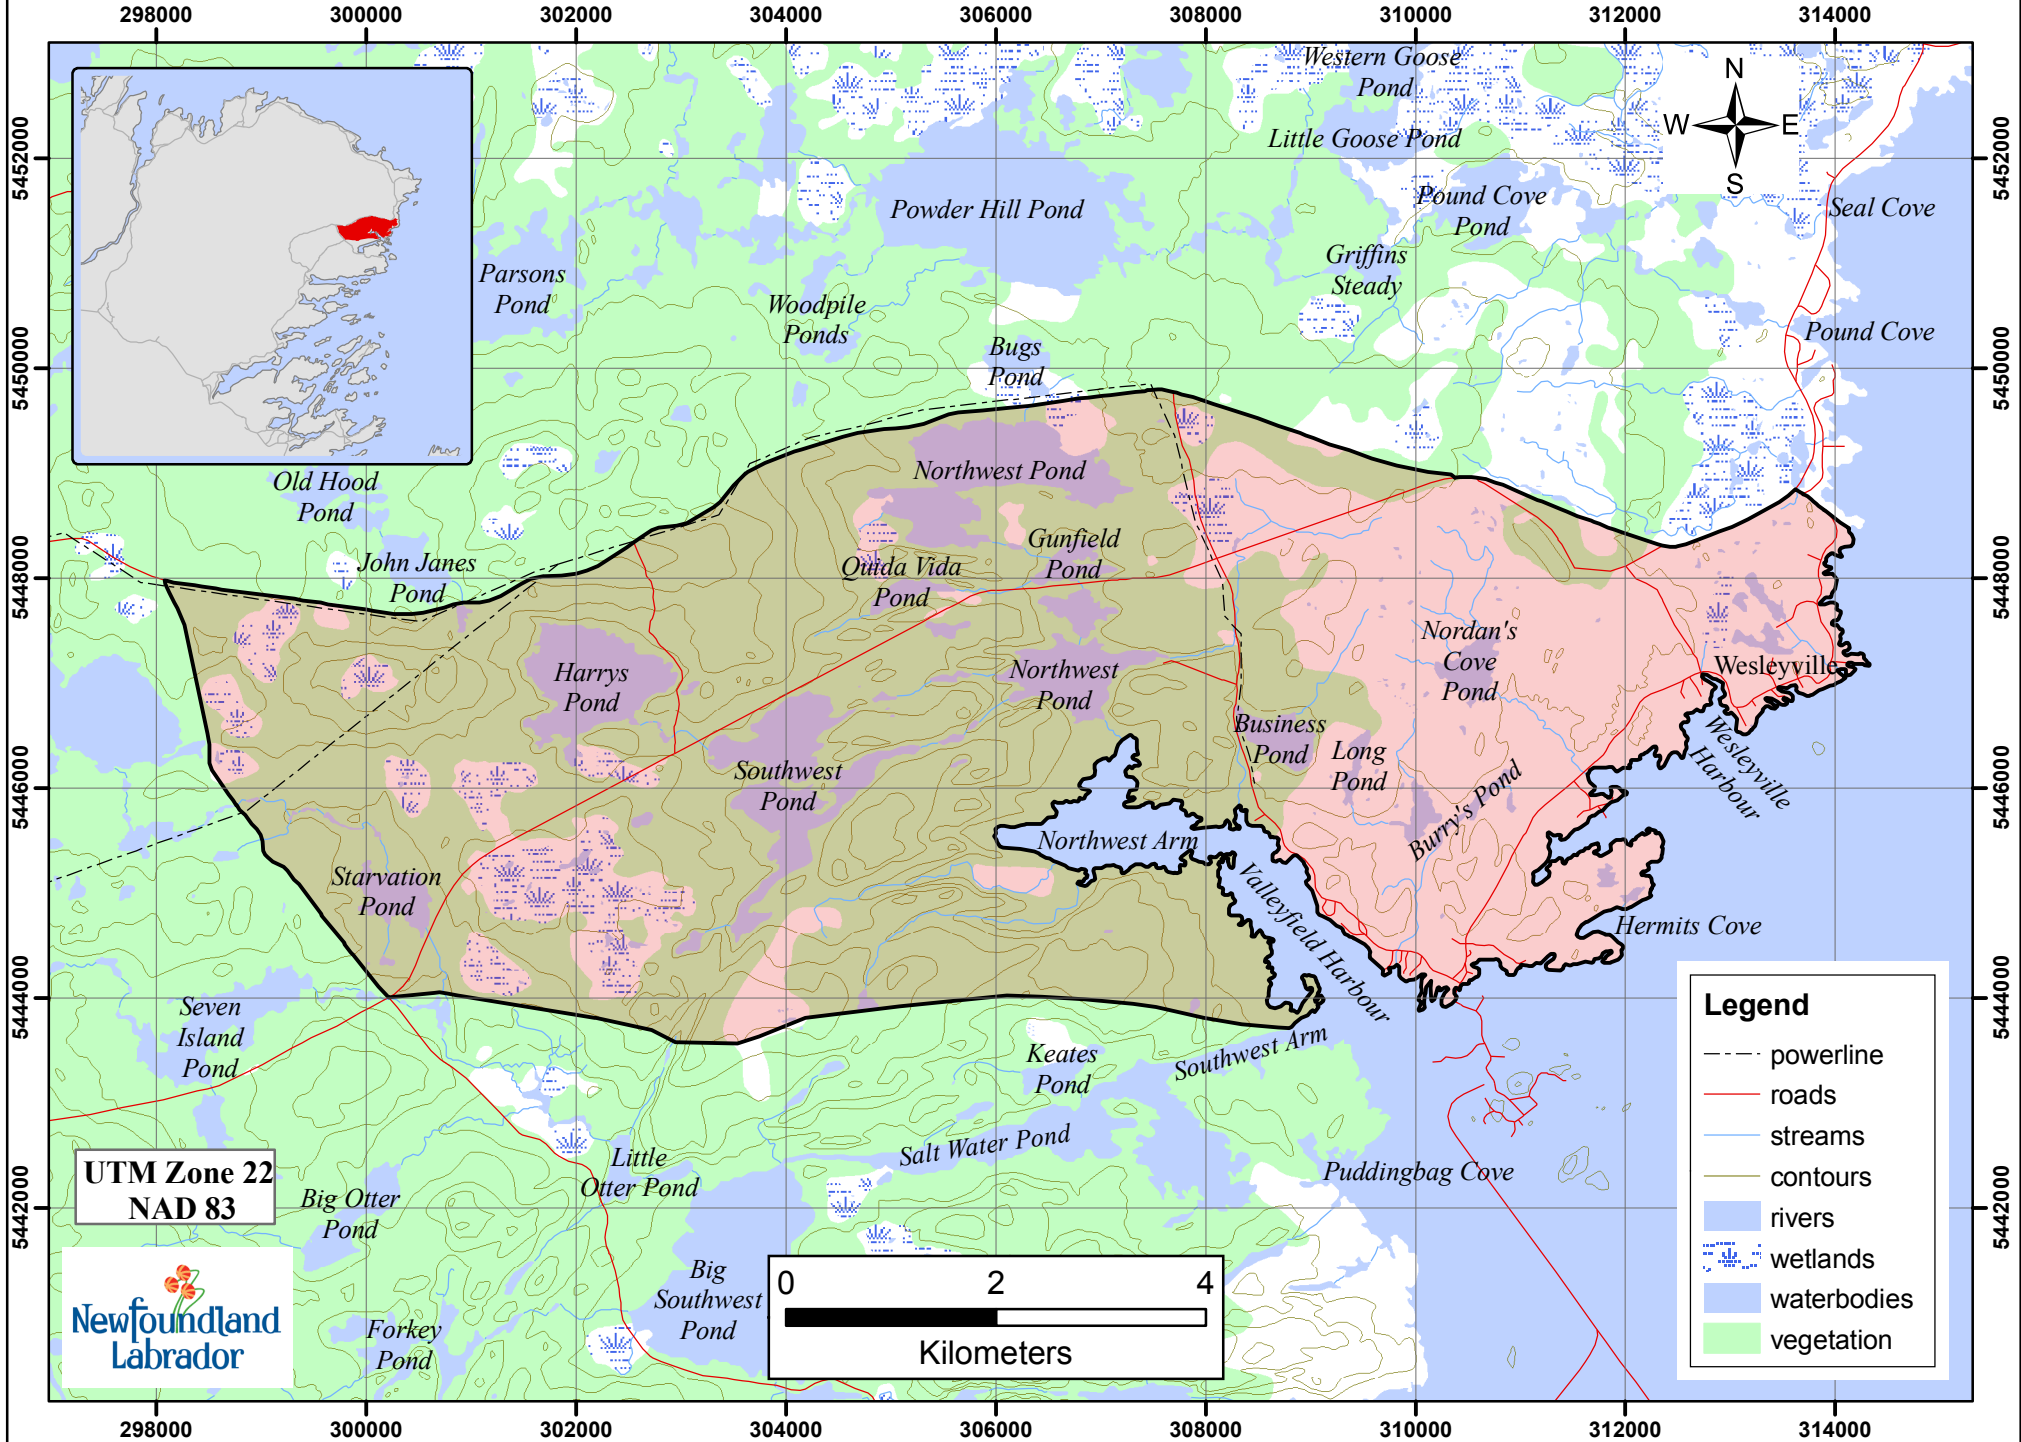 298000 300000 302000 304000 306000 308000 310000 312000 314000
5452000
5450000
5448000
5446000
5444000
5442000
Western Goose
Pond
Little Goose Pond
N
W E
S
Powder Hill Pond
Pound Cove
Pond
Seal Cove
Griffins
Steady
Parsons
Pond
Woodpile
Ponds
Pound Cove
Bugs
Pond
Old Hood
Pond
Northwest Pond
John Janes
Pond
Gunfield
Pond
Quida Vida
Pond
Nordan's
Cove
Pond
Harrys
Pond
Northwest
Pond
Wesleyville
Business
Pond
Long
Pond
Wesleyville
Harbour
Southwest
Pond
Burry's Pond
Northwest Arm
Starvation
Pond
Valleyfield Harbour
Hermits Cove
Seven
Island
Pond
Keates
Pond
Southwest Arm
Salt Water Pond
Little
Otter Pond
Puddingbag Cove
Big Otter
Pond
Big
Southwest
Pond
Forkey
Pond
UTM Zone 22
NAD 83
Newfoundland
Labrador
0 2 4
Kilometers
Legend
powerline
roads
streams
contours
rivers
wetlands
waterbodies
vegetation
5452000
5450000
5448000
5446000
5444000
5442000
298000 300000 302000 304000 306000 308000 310000 312000 314000